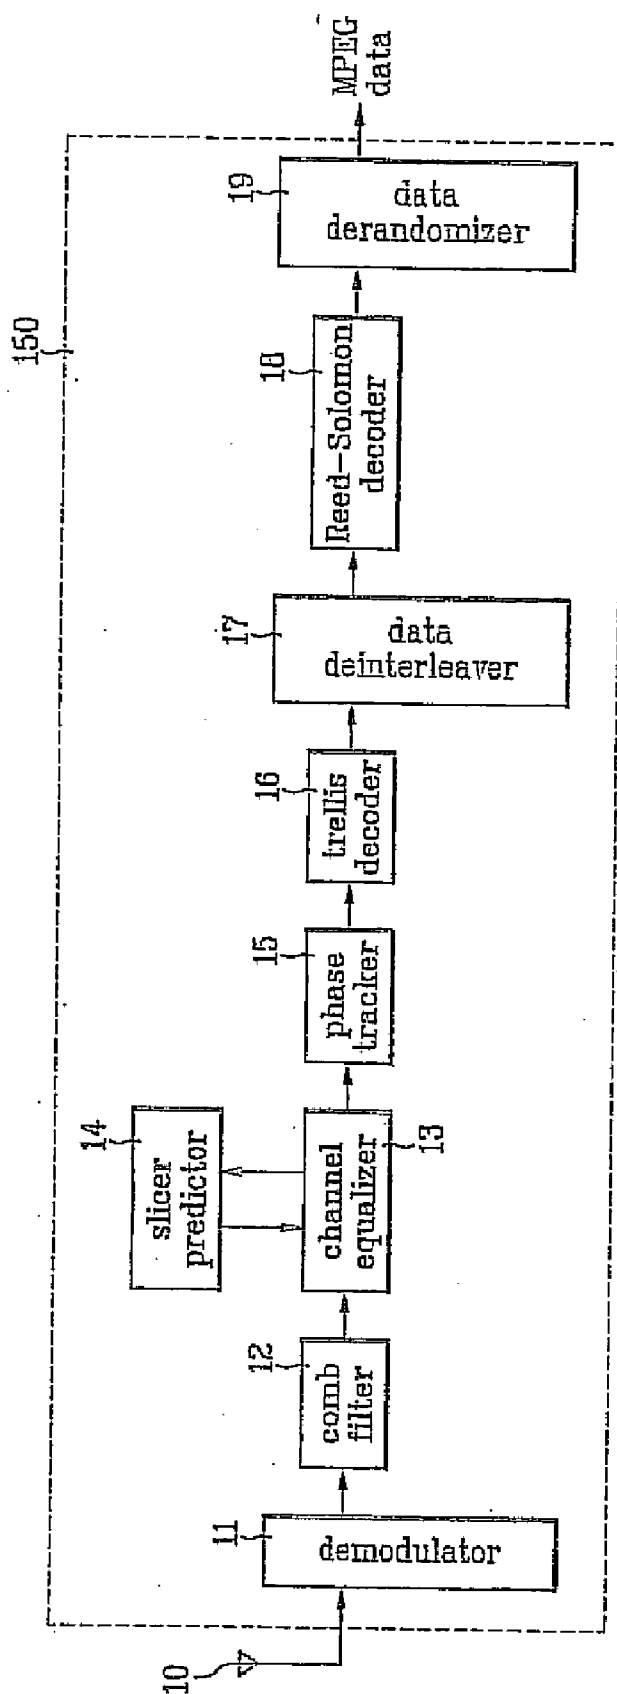 150
10
11
demodulator
12
comb
filter
14
slicer
predictor
channel
equalizer
13
15
phase
tracker
16
trellis
decoder
17
data
deinterleaver
18
Reed-Solomon
decoder
19
data
derandomizer
MPEG
data